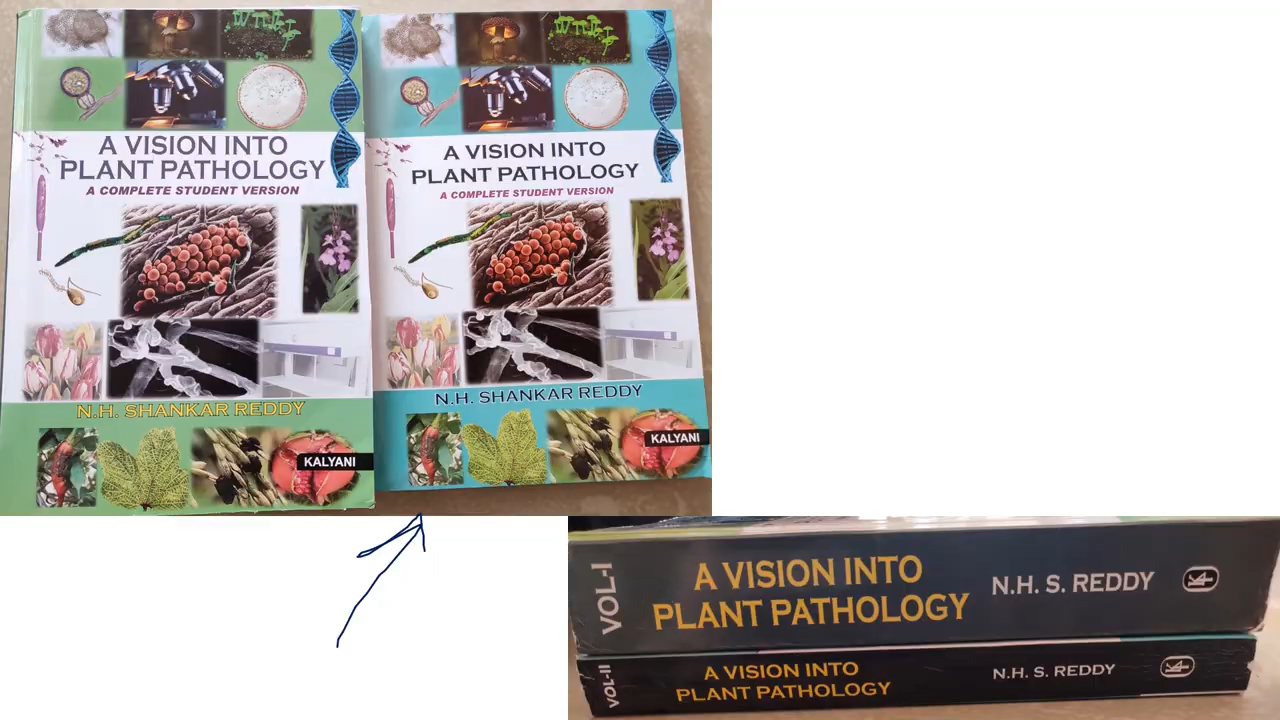 A VISION INTO
PLANT PATHOLOGY
A COMPLETE STUDENT VERSION
N.H. SHANKAR REDDY
KALYANI
A VISION INTO
PLANT PATHOLOGY
A COMPLETE STUDENT VERSION
N.H. SHANKAR REDDY
KALYANI
VOL-I
A VISION INTO
PLANT PATHOLOGY
N.H. S. REDDY
VOL-II
A VISION INTO
PLANT PATHOLOGY
N.H. S. REDDY